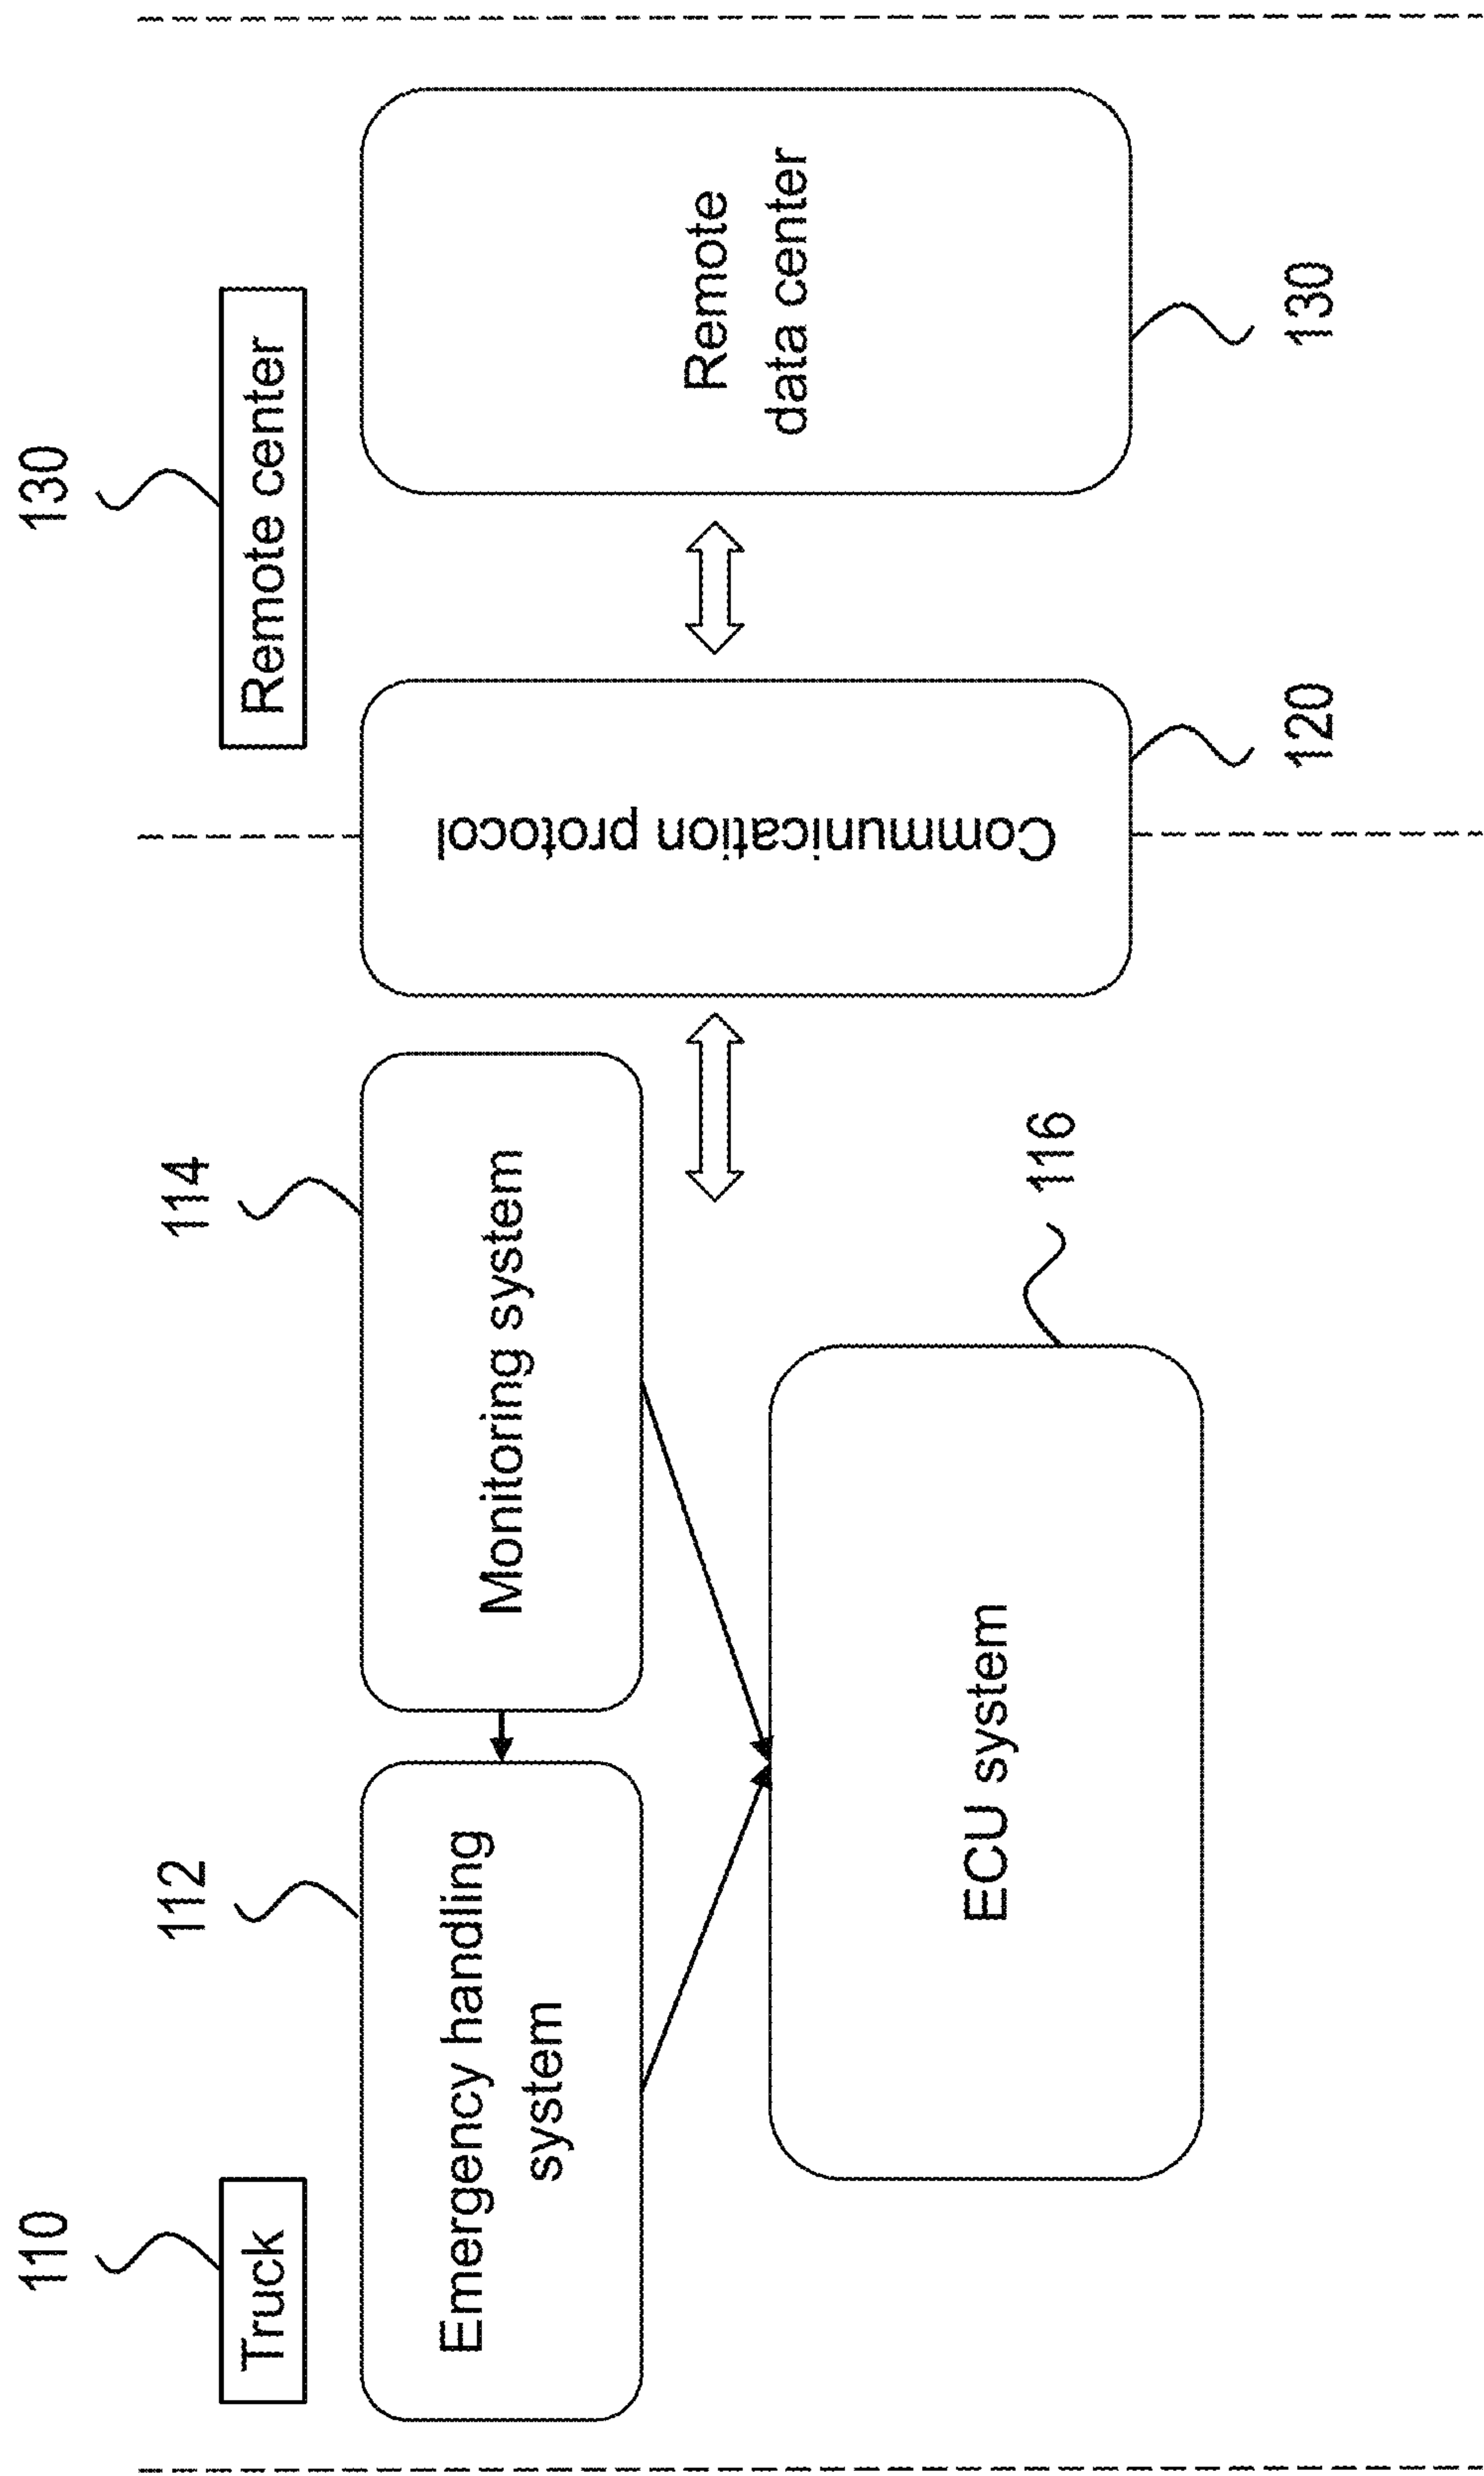 110
Truck
130
Remote center
112
Emergency handling
system
114
Monitoring system
Communication protocol
120
Remote
data center
130
116
ECU system